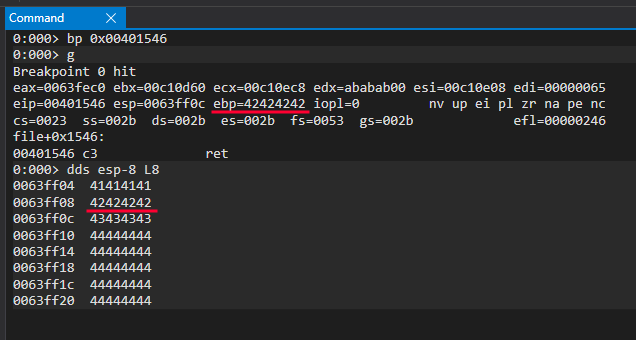 Command
0:000> bp 0x00401546
0:000> g
Breakpoint 0 hit
eax=0063fec0 ebx=00c10d60 ecx=00c10ec8 edx=ababab00 esi=00c10e08 edi=00000065
eip=00401546 esp=0063ff0c ebp=42424242 iopl=0 nv up ei pl zr na pe nc
cs=0023 ss=002b ds=002b es=002b fs=0053 gs=002b efl=00000246
file+0x1546:
00401546 c3 ret
0:000> dds esp-8 L8
0063ff04 41414141
0063ff08 42424242
0063ff0c 43434343
0063ff10 44444444
0063ff14 44444444
0063ff18 44444444
0063ff1c 44444444
0063ff20 44444444